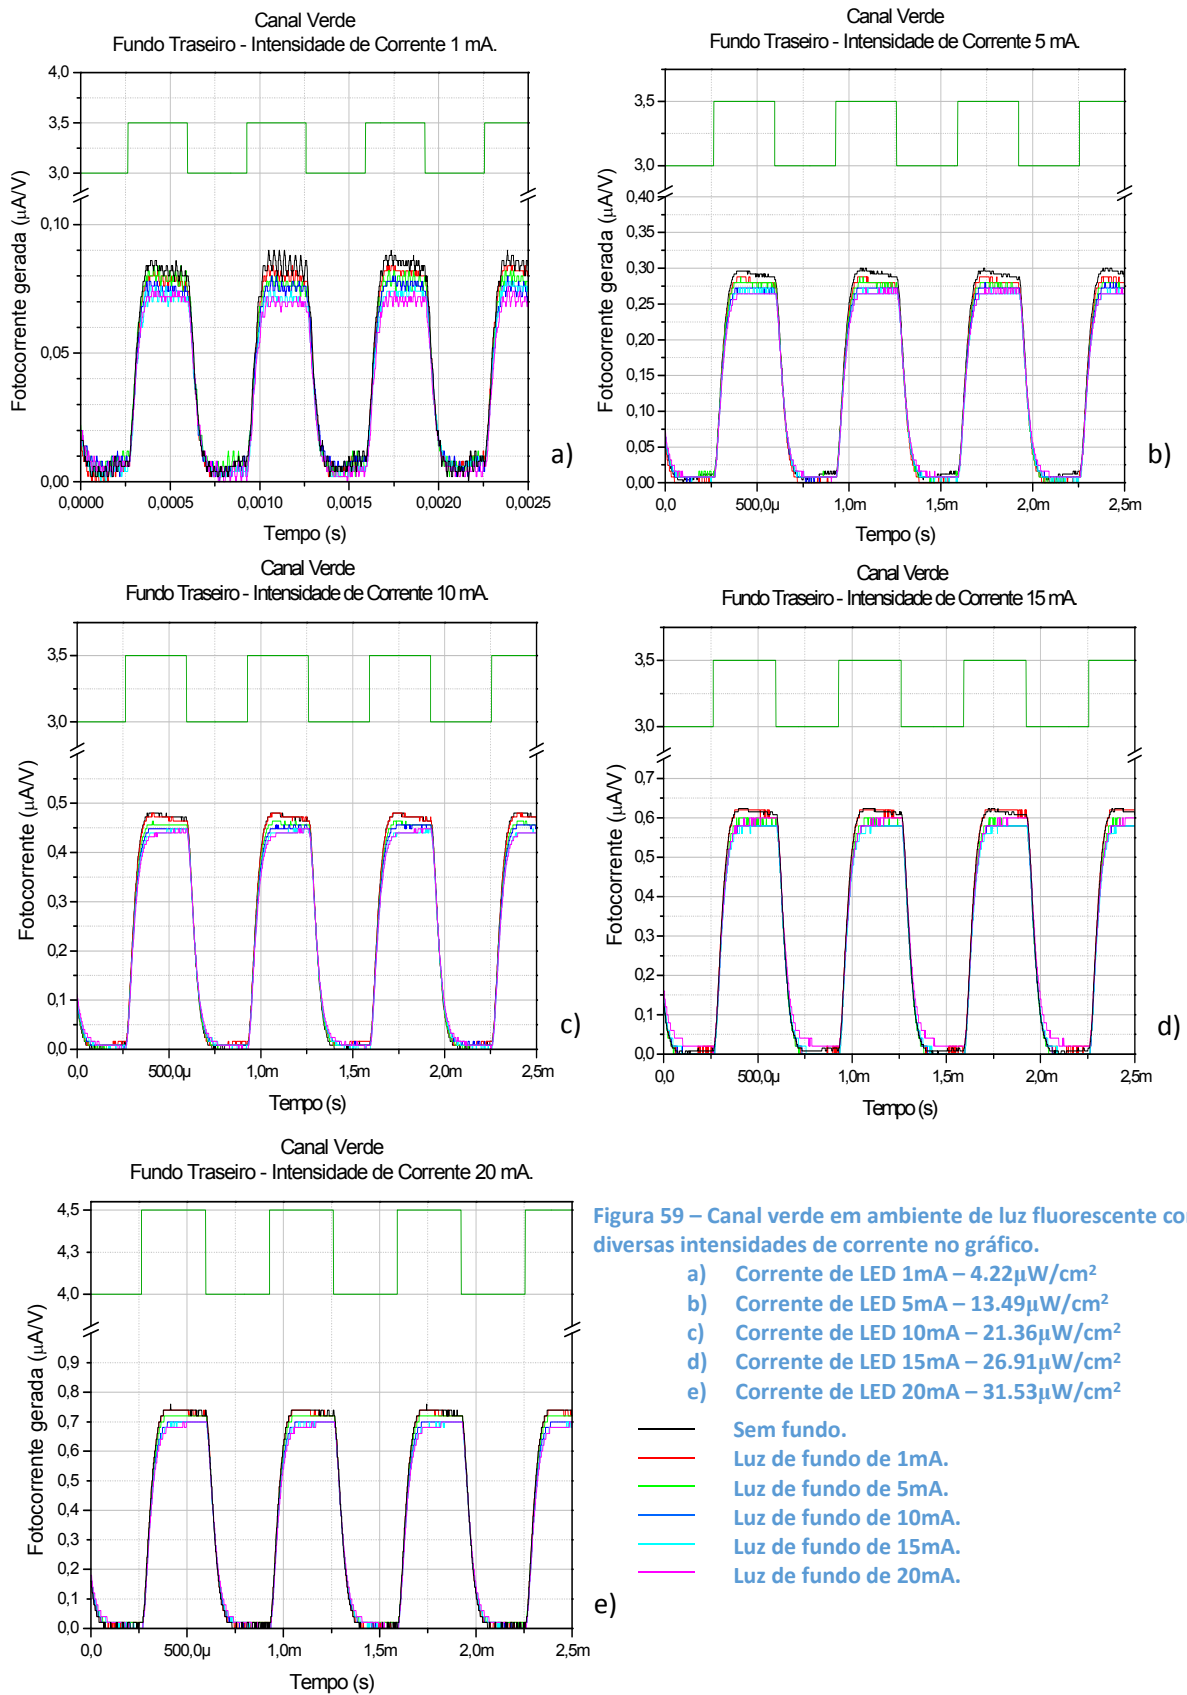 Canal Verde
Fundo Traseiro - Intensidade de Corrente 1 mA.
4,0
3,5
3,0
0,10
0,05
0,00
0,0000 0,0005 0,0010 0,0015 0,0020 0,0025
Fotocorrente gerada (µA/V)
Tempo (s)
a)
Canal Verde
Fundo Traseiro - Intensidade de Corrente 5 mA.
3,5
3,0
0,40
0,35
0,30
0,25
0,20
0,15
0,10
0,05
0,00
0,0 500,0µ 1,0m 1,5m 2,0m 2,5m
Fotocorrente gerada (µA/V)
Tempo (s)
b)
Canal Verde
Fundo Traseiro - Intensidade de Corrente 10 mA.
3,5
3,0
0,5
0,4
0,3
0,2
0,1
0,0
0,0 500,0µ 1,0m 1,5m 2,0m 2,5m
Fotocorrente (µA/V)
Tempo (s)
c)
Canal Verde
Fundo Traseiro - Intensidade de Corrente 15 mA.
3,5
3,0
0,7
0,6
0,5
0,4
0,3
0,2
0,1
0,0
0,0 500,0µ 1,0m 1,5m 2,0m 2,5m
Fotocorrente (µA/V)
Tempo (s)
d)
Canal Verde
Fundo Traseiro - Intensidade de Corrente 20 mA.
4,5
4,3
4,0
0,9
0,8
0,7
0,6
0,5
0,4
0,3
0,2
0,1
0,0
0,0 500,0µ 1,0m 1,5m 2,0m 2,5m
Fotocorrente gerada (µA/V)
Tempo (s)
e)
Figura 59 – Canal verde em ambiente de luz fluorescente co
diversas intensidades de corrente no gráfico.
a) Corrente de LED 1mA – 4.22µW/cm²
b) Corrente de LED 5mA – 13.49µW/cm²
c) Corrente de LED 10mA – 21.36µW/cm²
d) Corrente de LED 15mA – 26.91µW/cm²
e) Corrente de LED 20mA – 31.53µW/cm²
Sem fundo.
Luz de fundo de 1mA.
Luz de fundo de 5mA.
Luz de fundo de 10mA.
Luz de fundo de 15mA.
Luz de fundo de 20mA.